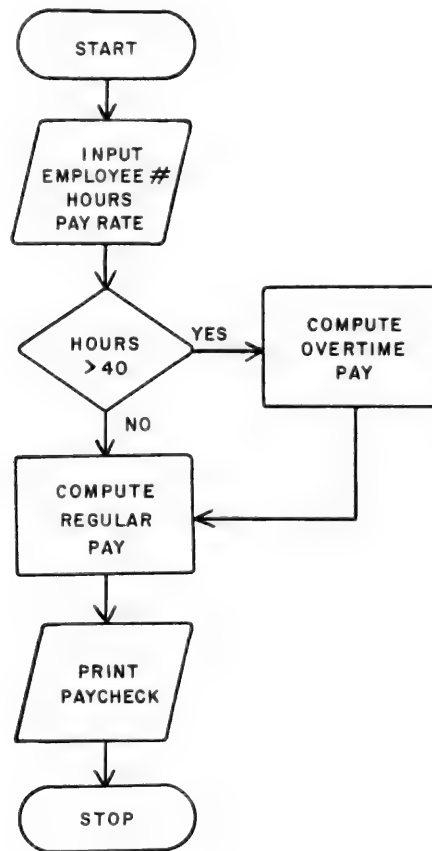 START
INPUT
EMPLOYEE #
HOURS
PAY RATE
HOURS
>40
YES
COMPUTE
OVERTIME
PAY
NO
COMPUTE
REGULAR
PAY
PRINT
PAYCHECK
STOP